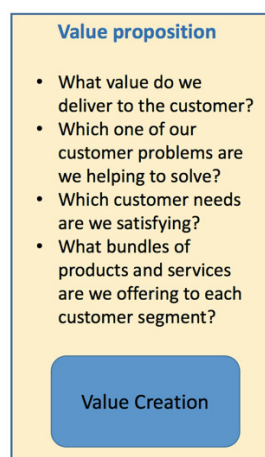 Value proposition
• What value do we
deliver to the customer?
• Which one of our
customer problems are
we helping to solve?
• Which customer needs
are we satisfying?
• What bundles of
products and services
are we offering to each
customer segment?
Value Creation